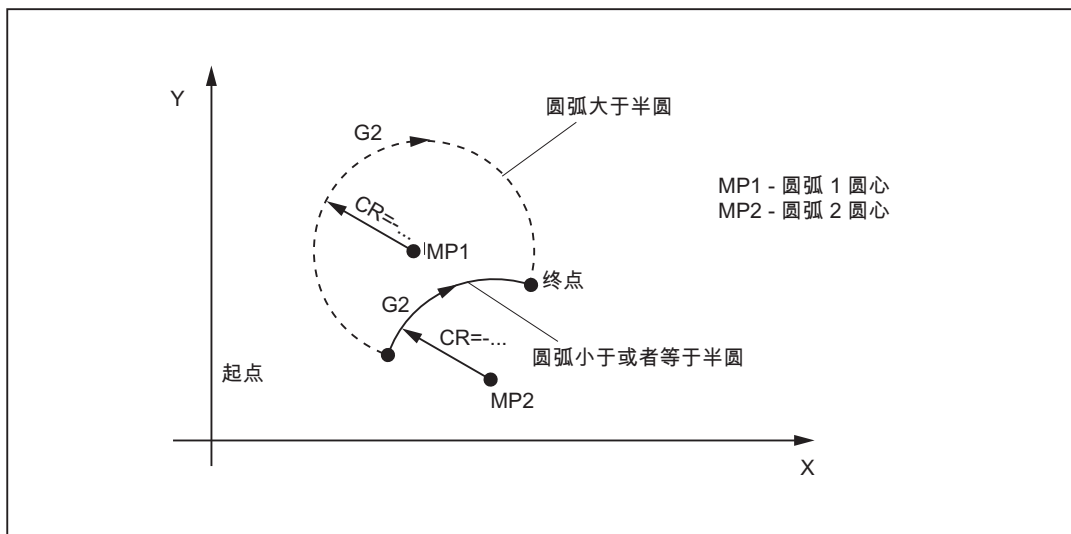 Y
圆弧大于半圆
G2
MP1 - 圆弧 1 圆心
MP2 - 圆弧 2 圆心
CR=-...
MP1
终点
G2
CR=-...
圆弧小于或者等于半圆
起点
MP2
X